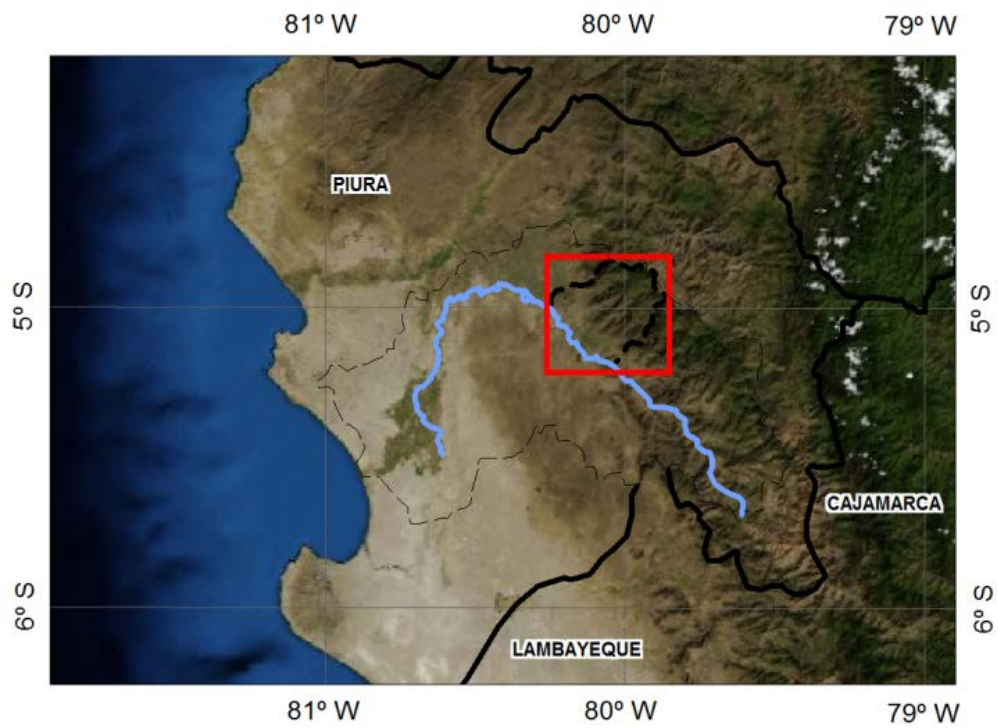 81º W
80º W
79º W
PIURA
5º S
5º S
CAJAMARCA
6º S
6º S
LAMBAYEQUE
81º W
80º W
79º W